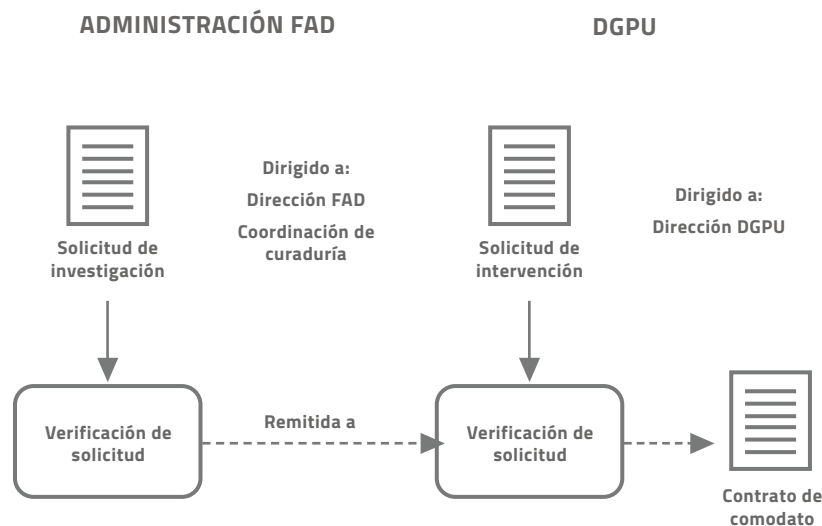 ADMINISTRACIÓN FAD
DGPU
Dirigido a:
Dirección FAD
Coordinación de
curaduría
Dirigido a:
Dirección DGPU
Solicitud de
investigación
Solicitud de
intervención
Verificación de
solicitud
Remitida a
Verificación de
solicitud
Contrato de
comodato